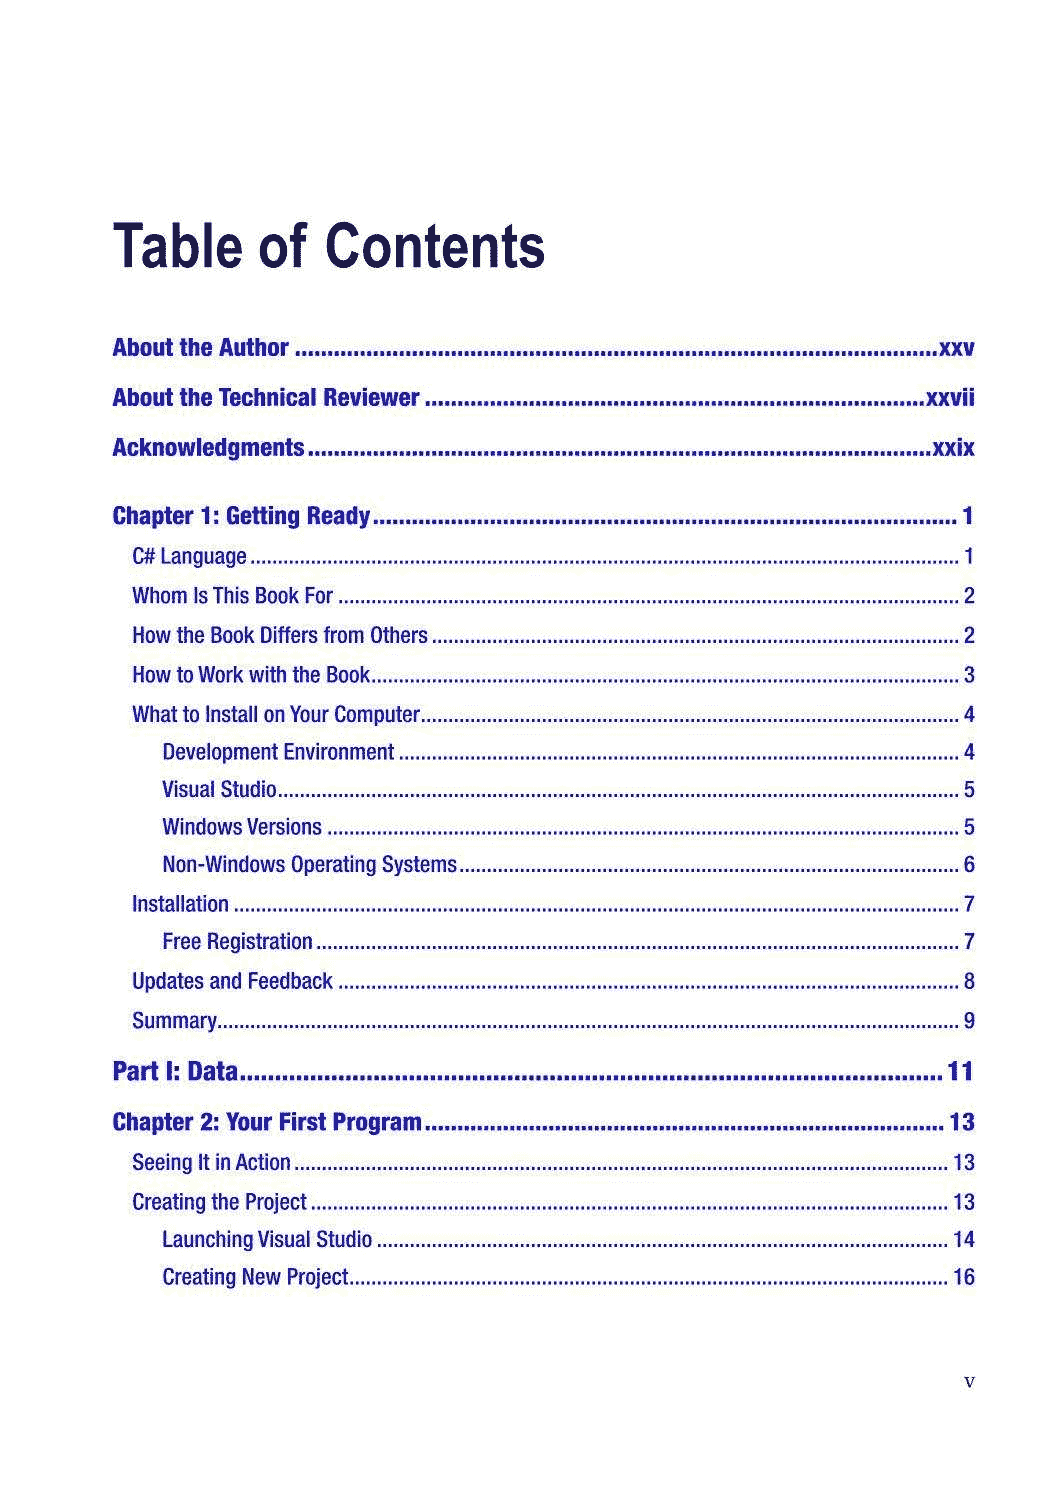 Table of Contents
About the Author ..... xxv
About the Technical Reviewer ..... xxvii
Acknowledgments ..... xxix
Chapter 1: Getting Ready ..... 1
C# Language ..... 1
Whom Is This Book For ..... 2
How the Book Differs from Others ..... 2
How to Work with the Book ..... 3
What to Install on Your Computer ..... 4
Development Environment ..... 4
Visual Studio ..... 5
Windows Versions ..... 5
Non-Windows Operating Systems ..... 6
Installation ..... 7
Free Registration ..... 7
Updates and Feedback ..... 8
Summary ..... 9
Part I: Data ..... 11
Chapter 2: Your First Program ..... 13
Seeing It in Action ..... 13
Creating the Project ..... 13
Launching Visual Studio ..... 14
Creating New Project ..... 16
v